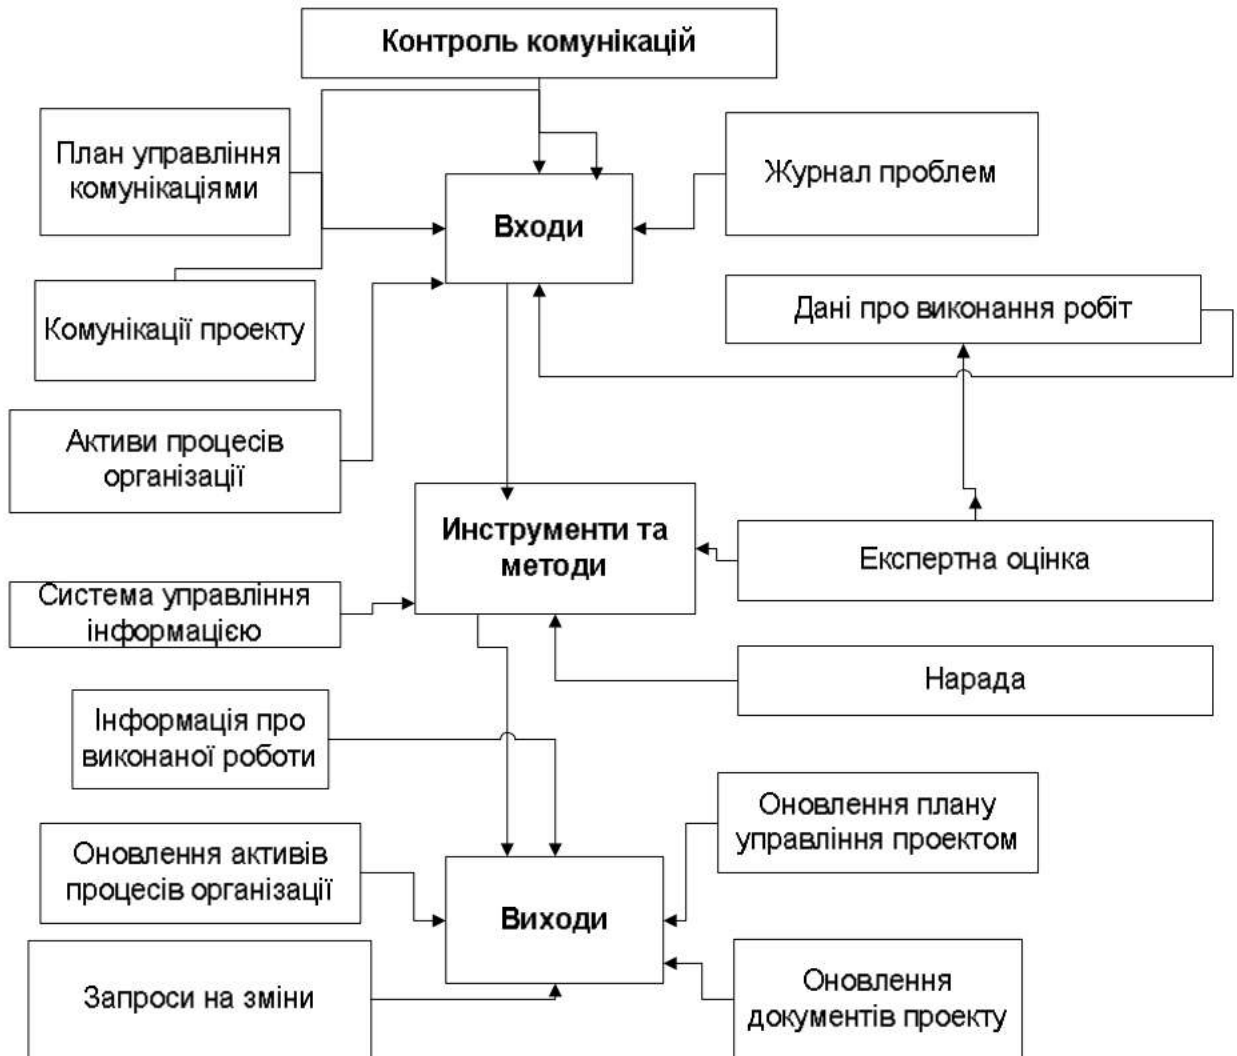 Контроль комунікацій
План управління
комунікаціями
Журнал проблем
Входи
Комунікації проекту
Дані про виконання робіт
Активи процесів
організації
Инструменти та
методи
Експертна оцінка
Система управління
інформацією
Нарада
Інформація про
виконаної роботи
Оновлення плану
управління проектом
Оновлення активів
процесів організації
Виходи
Запроси на зміни
Оновлення
документів проекту